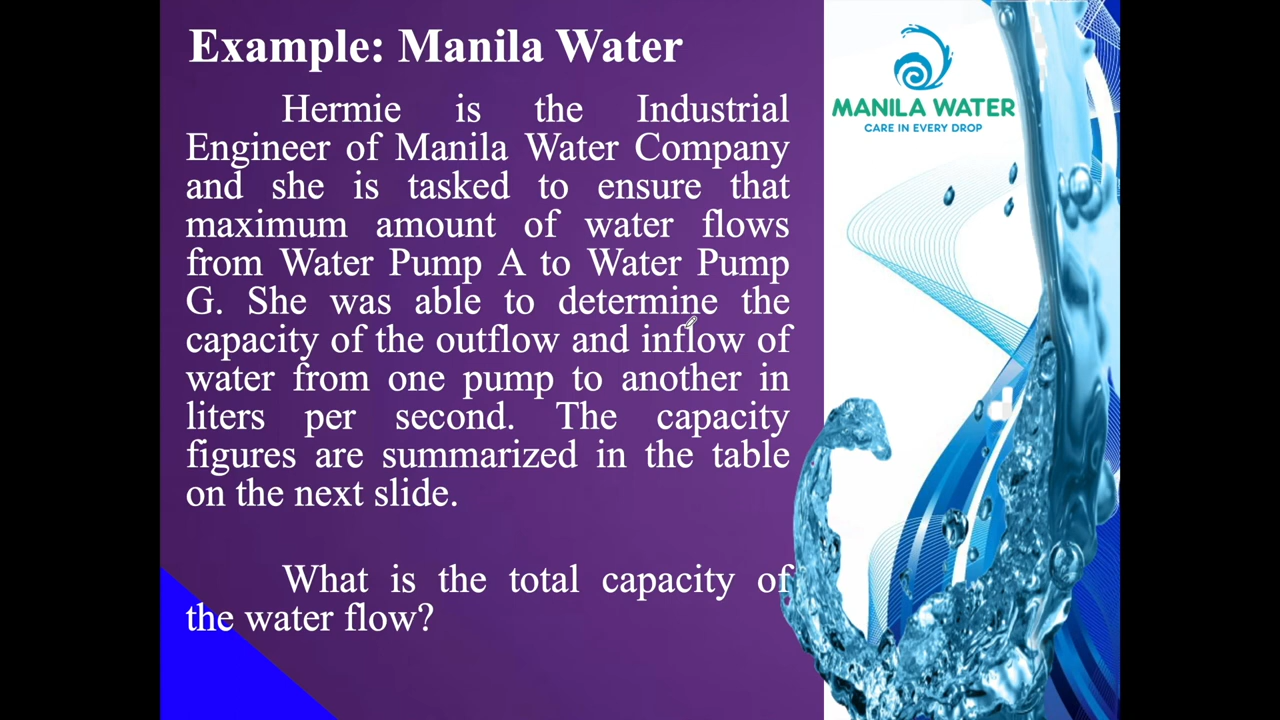 Example: Manila Water
Hermie is the Industrial
Engineer of Manila Water Company
and she is tasked to ensure that
maximum amount of water flows
from Water Pump A to Water Pump
G. She was able to determine the
capacity of the outflow and inflow of
water from one pump to another in
liters per second. The capacity
figures are summarized in the table
on the next slide.
What is the total capacity of
the water flow?
MANILA WATER
CARE IN EVERY DROP